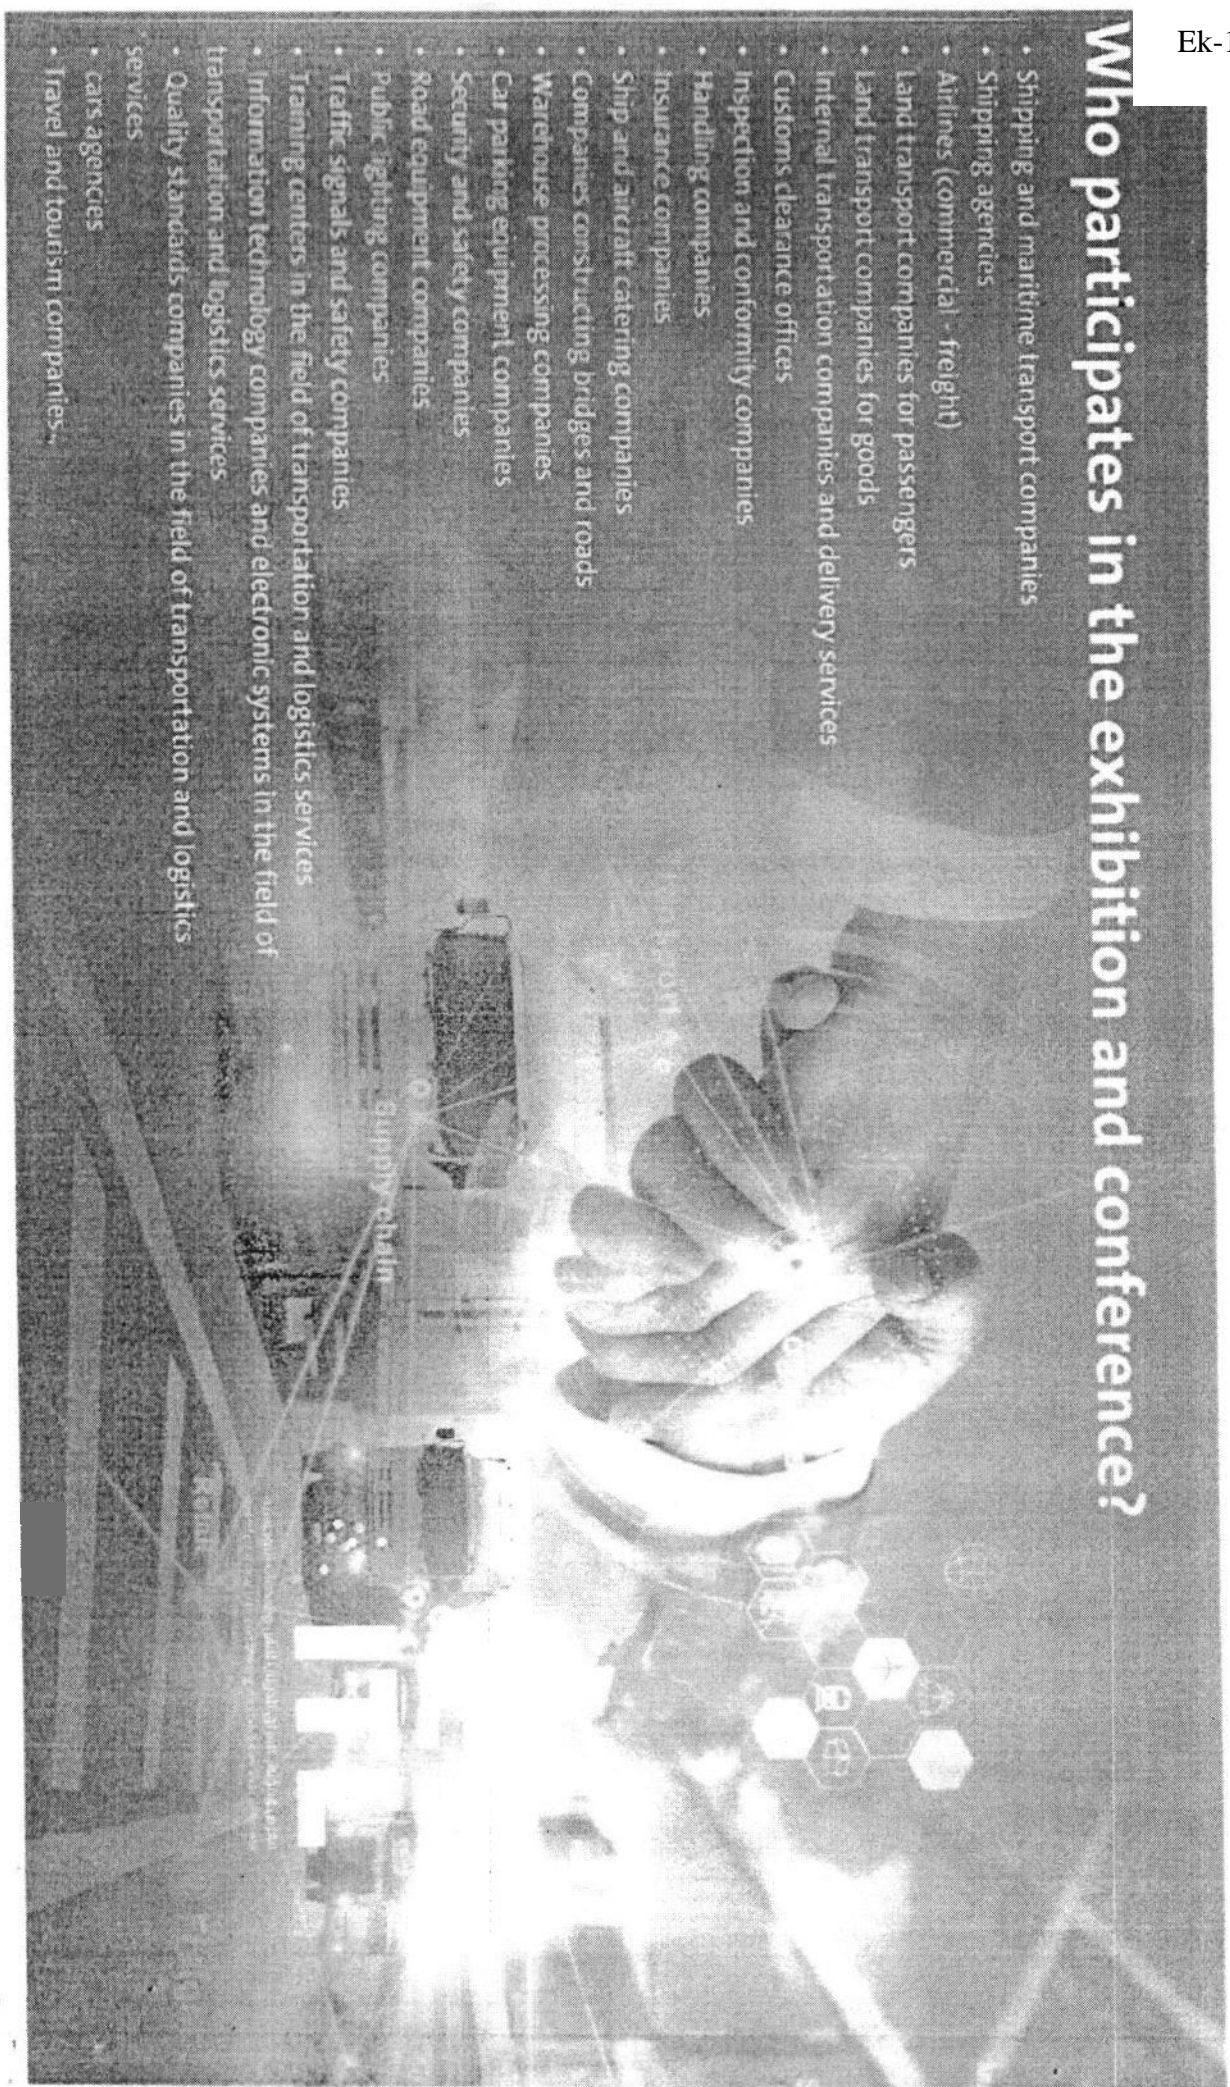 Ek-1
Who participates in the exhibition and conference?
• Shipping and maritime transport companies
• Shipping agencies
• Airlines (commercial - freight)
• Land transport companies for passengers
• Land transport companies for goods
• Internal transportation companies and delivery services
• Customs clearance offices
• Inspection and conformity companies
• Handling companies
• Insurance companies
• Ship and aircraft catering companies
• Companies constructing bridges and roads
• Warehouse processing companies
• Car parking equipment companies
• Security and safety companies
• Road equipment companies
• Public lighting companies
• Traffic signals and safety companies
• Training centers in the field of transportation and logistics services
• Information technology companies and electronic systems in the field of
transportation and logistics services
• Quality standards companies in the field of transportation and logistics
services
• cars agencies
• Travel and tourism companies.
Supply chain